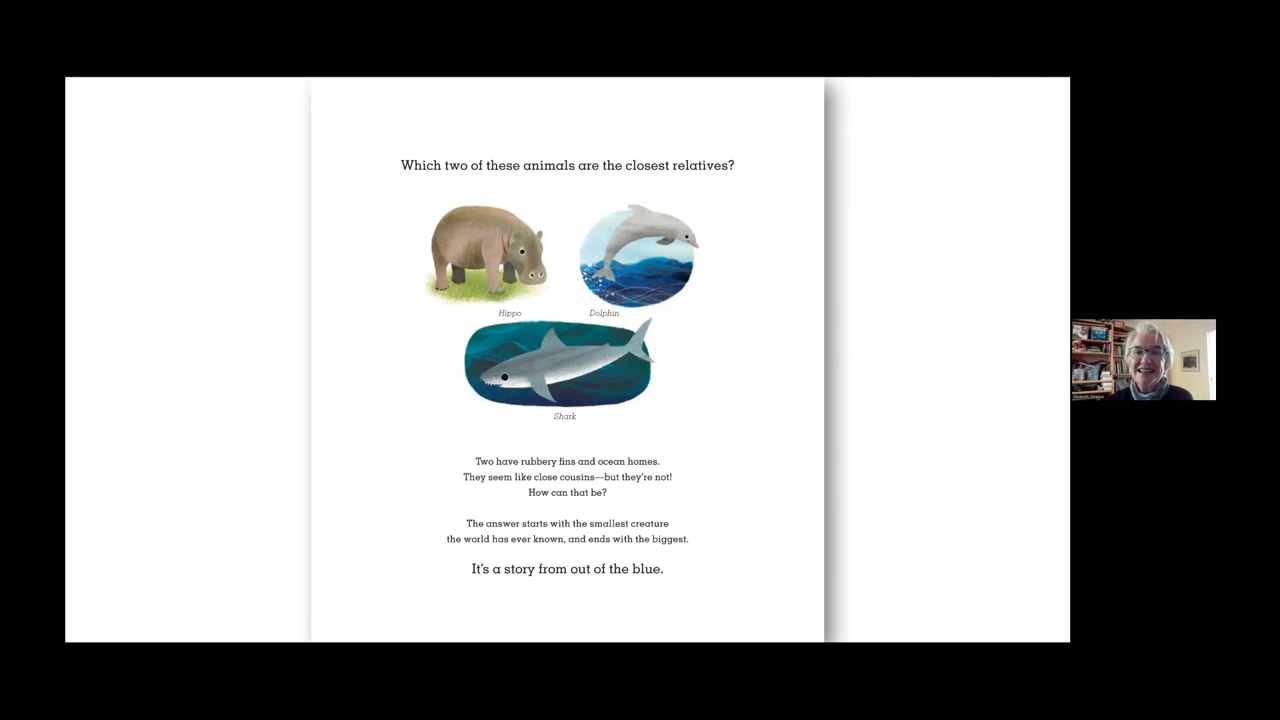 Which two of these animals are the closest relatives?
Hippo
Dolphin
Shark
Two have rubbery fins and ocean homes.
They seem like close cousins—but they're not!
How can that be?
The answer starts with the smallest creature
the world has ever known, and ends with the biggest.
It's a story from out of the blue.
Elizabeth